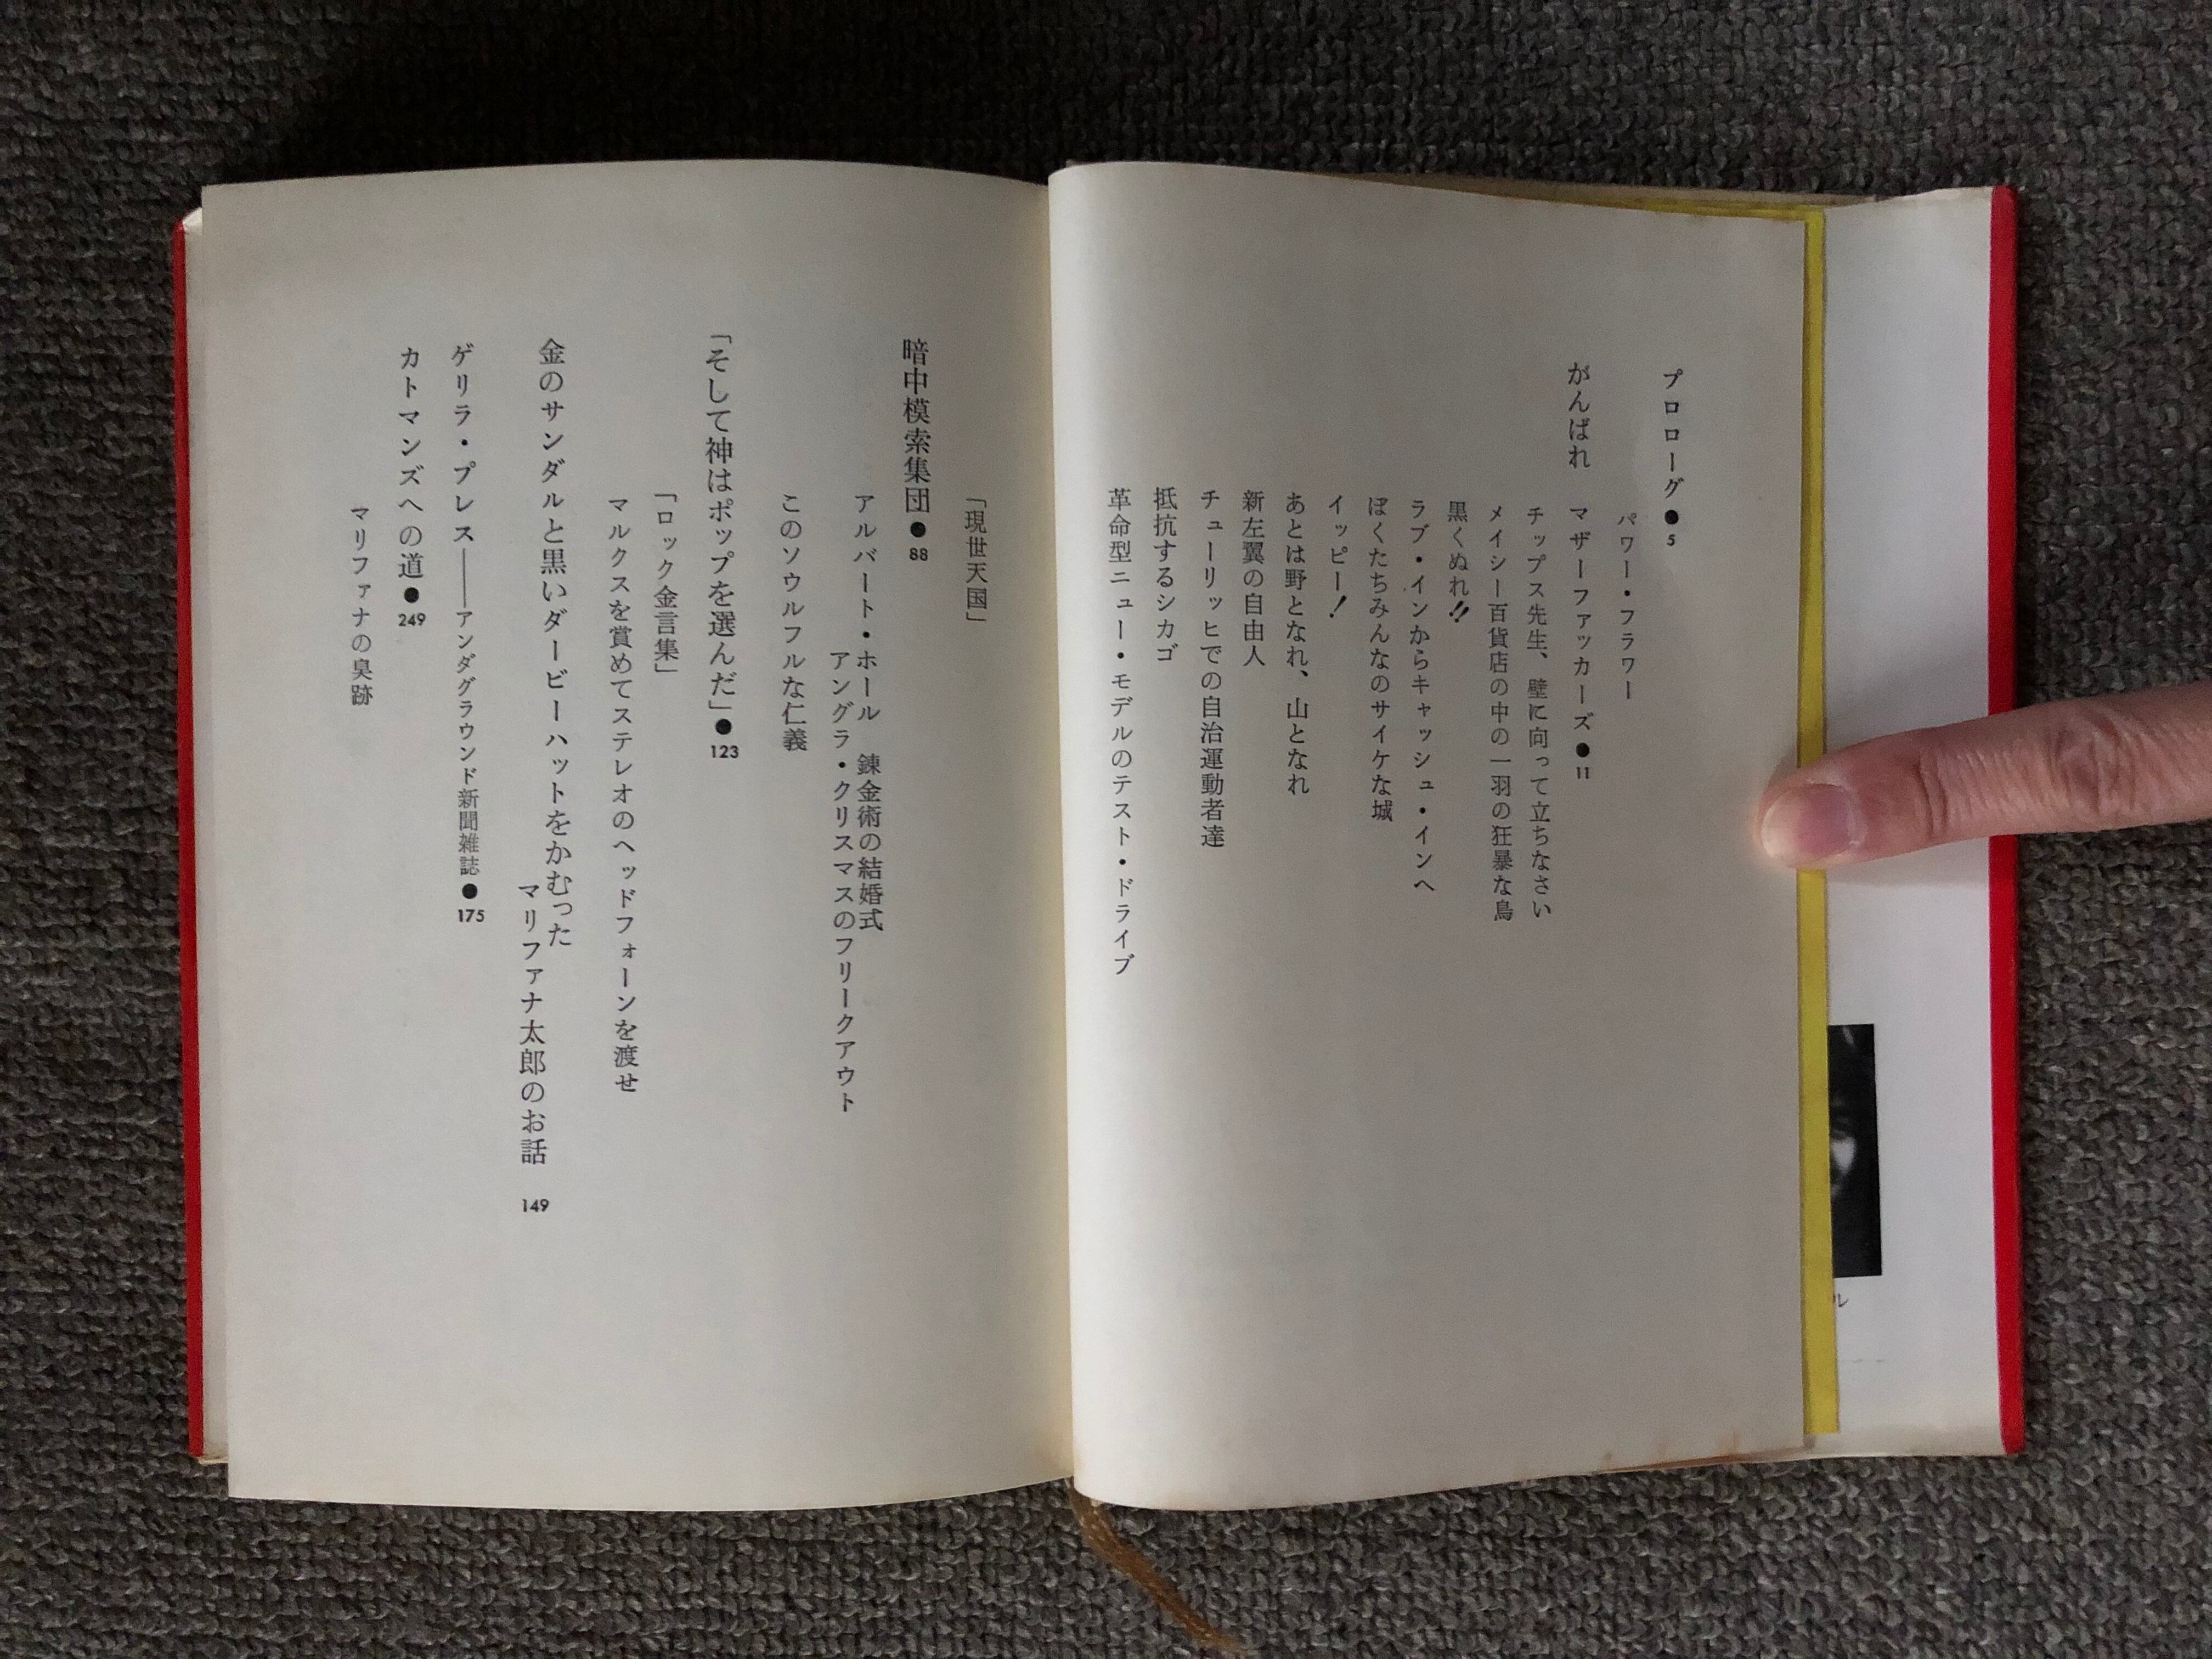 プロローグ●5
パワー・フラワー
がんばれ マザーファッカーズ●11
チップス先生、壁に向って立ちなさい
メイシー百貨店の中の一羽の狂暴な鳥
黒くぬれ!!
ラブ・インからキャッシュ・インへ
ぼくたちみんなのサイケな城
イッピー!
あとは野となれ、山となれ
新左翼の自由人
チューリッヒでの自治運動者達
抵抗するシカゴ
革命型ニュー・モデルのテスト・ドライブ
「現世天国」
暗中模索集団●88
アルバート・ホール 錬金術の結婚式
アングラ・クリスマスのフリークアウト
このソウルフルな仁義
「そして神はポップを選んだ」●123
「ロック金言集」
マルクスを賞めてステレオのヘッドフォーンを渡せ
金のサンダルと黒いダービーハットをかむった
マリファナ太郎のお話 149
ゲリラ・プレス──アンダグラウンド新聞雑誌●175
カトマンズへの道●249
マリファナの臭跡
ル